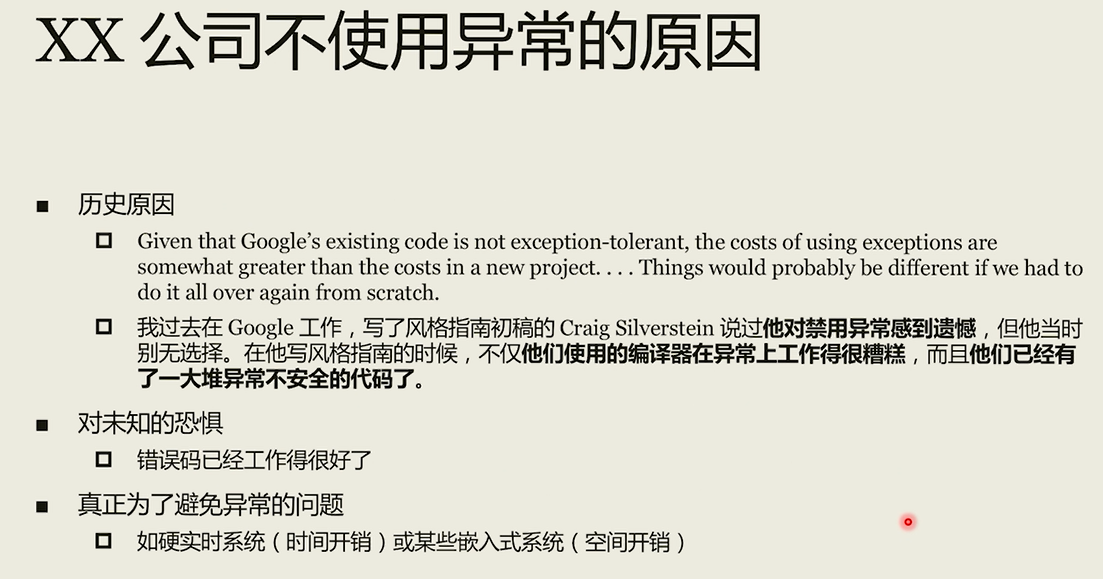 XX 公司不使用异常的原因
历史原因
Given that Google’s existing code is not exception-tolerant, the costs of using exceptions are
somewhat greater than the costs in a new project. . . . Things would probably be different if we had to
do it all over again from scratch.
我过去在 Google 工作，写了风格指南初稿的 Craig Silverstein 说过他对禁用异常感到遗憾，但他当时
别无选择。在他写风格指南的时候，不仅他们使用的编译器在异常上工作得很糟糕，而且他们已经有
了一大堆异常不安全的代码了。
对未知的恐惧
错误码已经工作得很好了
真正为了避免异常的问题
如硬实时系统（时间开销）或某些嵌入式系统（空间开销）